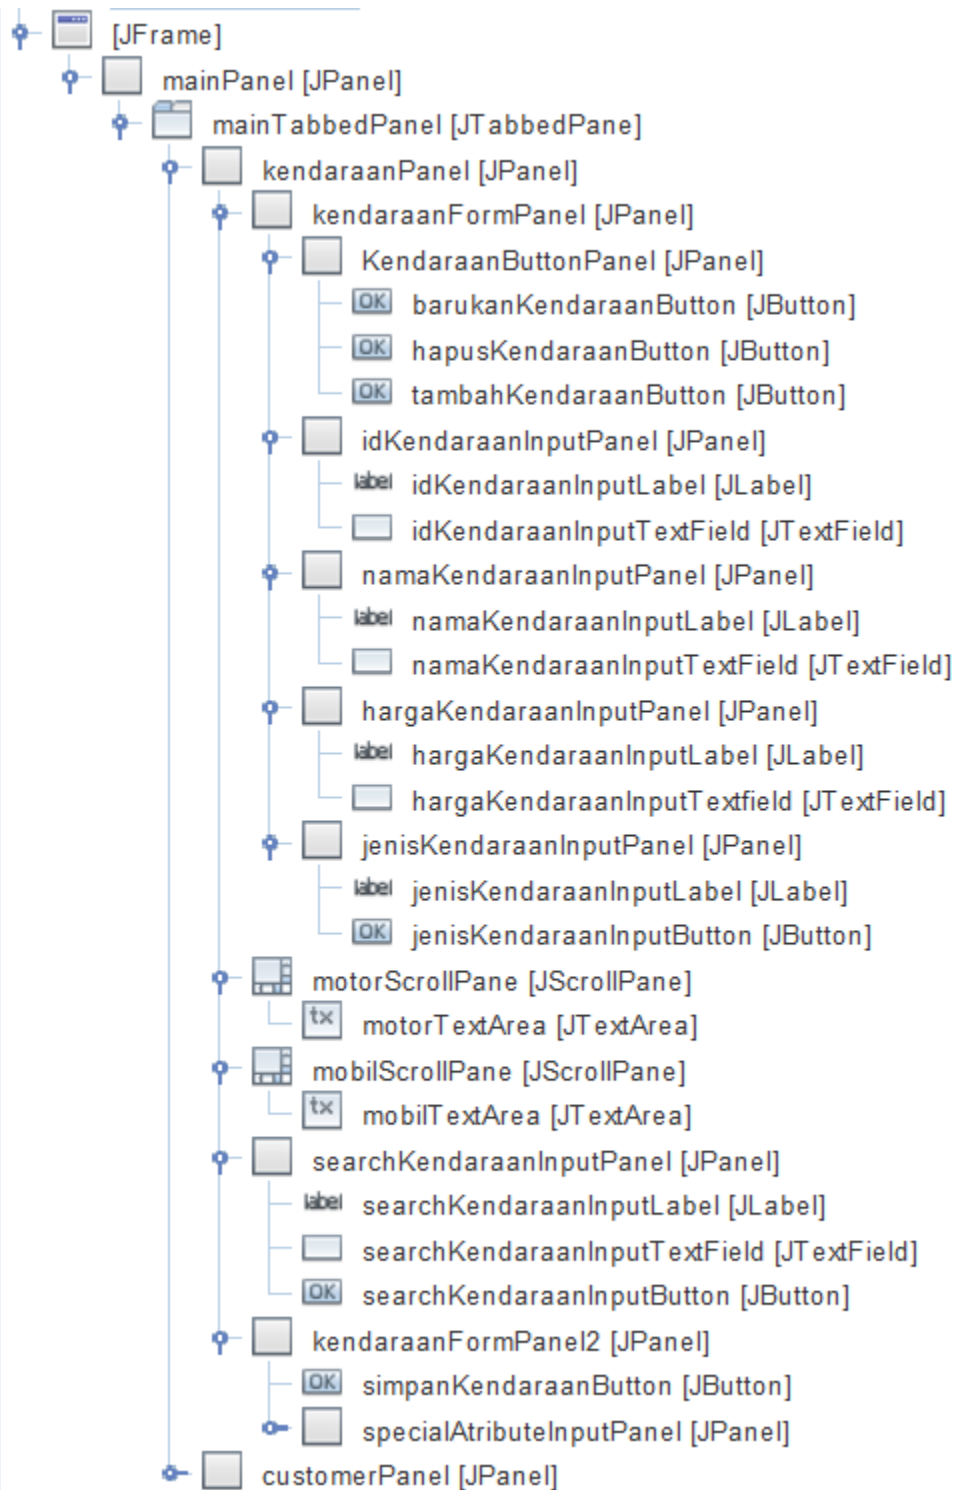 [JFrame]
mainPanel [JPanel]
mainTabbedPanel [JTabbedPane]
kendaraanPanel [JPanel]
kendaraanFormPanel [JPanel]
KendaraanButtonPanel [JPanel]
OK barukanKendaraanButton [JButton]
OK hapusKendaraanButton [JButton]
OK tambahKendaraanButton [JButton]
idKendaraanInputPanel [JPanel]
label idKendaraanInputLabel [JLabel]
idKendaraanInputTextField [JTextField]
namaKendaraanInputPanel [JPanel]
label namaKendaraanInputLabel [JLabel]
namaKendaraanInputTextField [JTextField]
hargaKendaraanInputPanel [JPanel]
label hargaKendaraanInputLabel [JLabel]
hargaKendaraanInputTextfield [JTextField]
jenisKendaraanInputPanel [JPanel]
label jenisKendaraanInputLabel [JLabel]
OK jenisKendaraanInputButton [JButton]
motorScrollPane [JScrollPane]
tx motorTextArea [JTextArea]
mobilScrollPane [JScrollPane]
tx mobilTextArea [JTextArea]
searchKendaraanInputPanel [JPanel]
label searchKendaraanInputLabel [JLabel]
searchKendaraanInputTextField [JTextField]
OK searchKendaraanInputButton [JButton]
kendaraanFormPanel2 [JPanel]
OK simpanKendaraanButton [JButton]
specialAtributeInputPanel [JPanel]
customerPanel [JPanel]